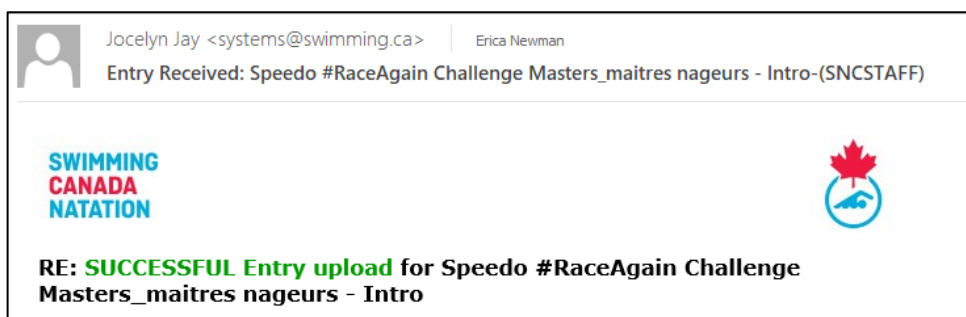 Jocelyn Jay <systems@swimming.ca> Erica Newman
Entry Received: Speedo #RaceAgain Challenge Masters_maitres nageurs - Intro-(SNCSTAFF)
SWIMMING
CANADA
NATATION
RE: SUCCESSFUL Entry upload for Speedo #RaceAgain Challenge
Masters_maitres nageurs - Intro